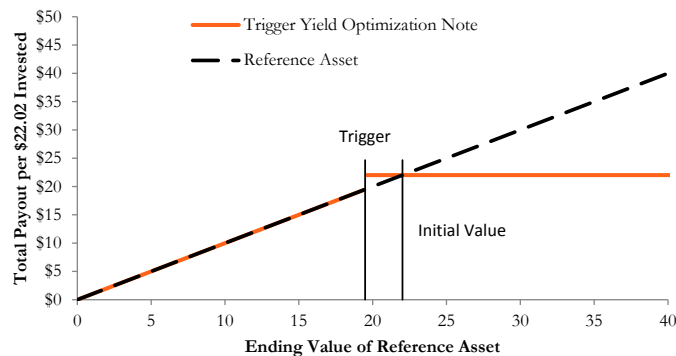 Total Payout per $22.02 Invested
$50
$45
$40
$35
$30
$25
$20
$15
$10
$5
$0
Trigger Yield Optimization Note
Reference Asset
Trigger
Initial Value
0 5 10 15 20 25 30 35 40
Ending Value of Reference Asset